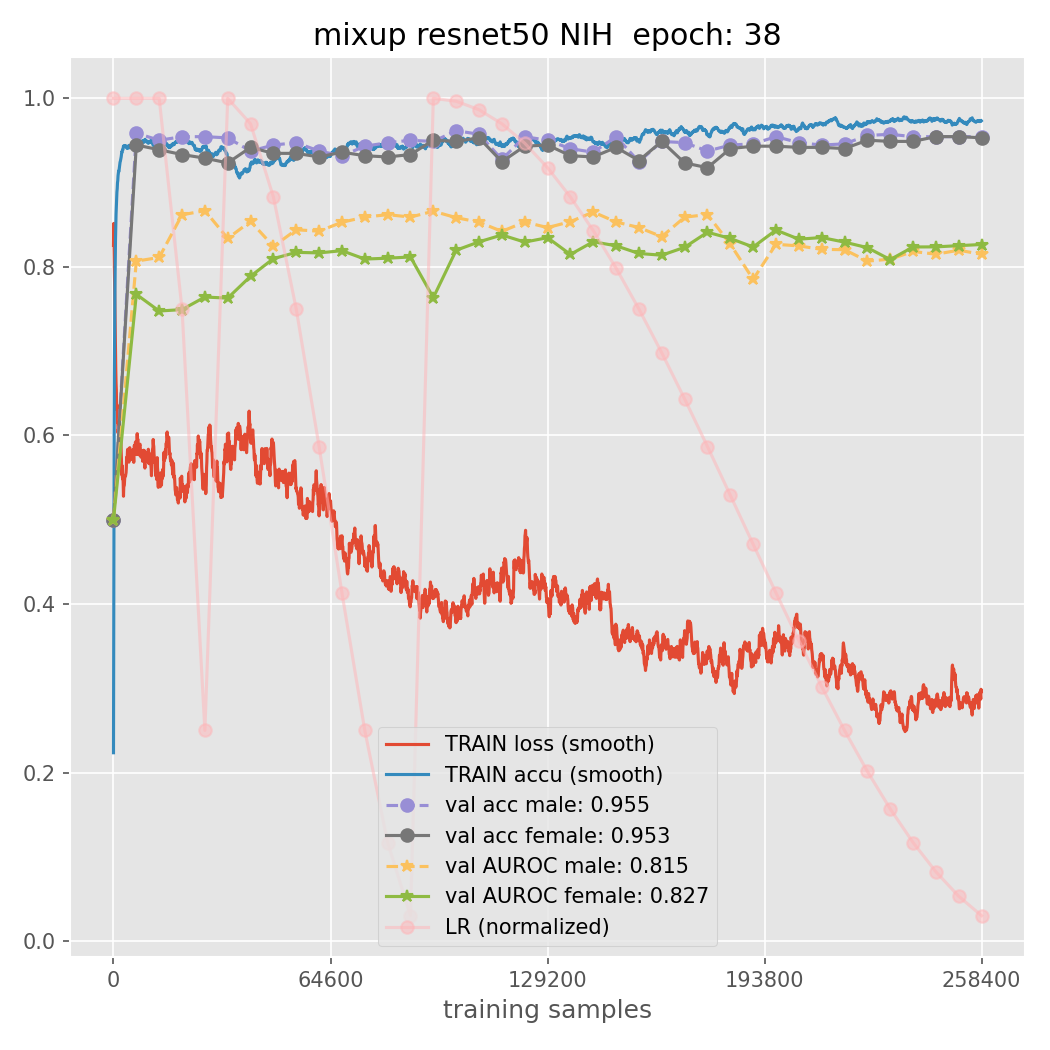 mixup resnet50 NIH  epoch: 38
1.0
0.8
0.6
0.4
0.2
0.0
TRAIN loss (smooth)
TRAIN accu (smooth)
val acc male: 0.955
val acc female: 0.953
val AUROC male: 0.815
val AUROC female: 0.827
LR (normalized)
0 64600 129200 193800 258400
training samples